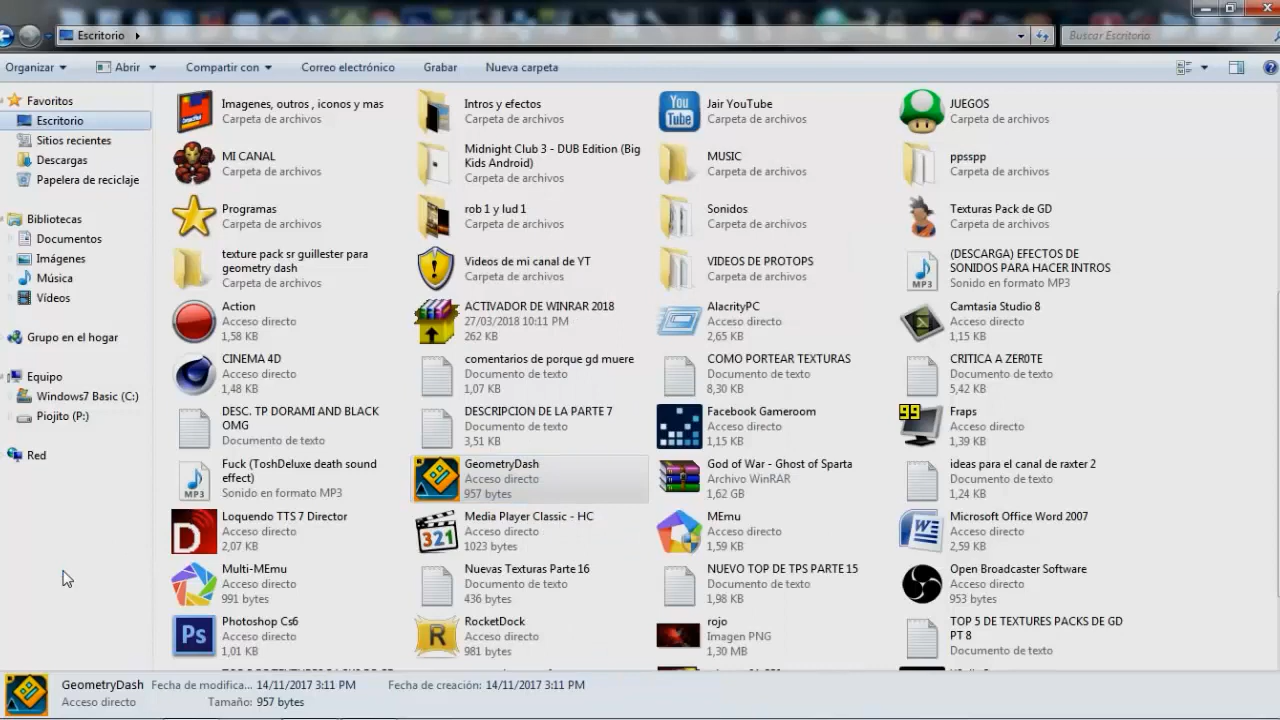 Escritorio
Buscar Escritorio
Organizar
Abrir
Compartir con
Correo electrónico
Grabar
Nueva carpeta
Favoritos
Escritorio
Sitios recientes
Descargas
Papelera de reciclaje
Bibliotecas
Documentos
Imágenes
Música
Vídeos
Grupo en el hogar
Equipo
Windows7 Basic (C:)
Piojito (P:)
Red
Imagenes, outros , iconos y mas
Carpeta de archivos
Intros y efectos
Carpeta de archivos
You
Tube
Jair YouTube
Carpeta de archivos
JUEGOS
Carpeta de archivos
MI CANAL
Carpeta de archivos
Midnight Club 3 - DUB Edition (Big
Kids Android)
Carpeta de archivos
MUSIC
Carpeta de archivos
ppsspp
Carpeta de archivos
Programas
Carpeta de archivos
rob 1 y lud 1
Carpeta de archivos
Sonidos
Carpeta de archivos
Texturas Pack de GD
Carpeta de archivos
texture pack sr guillester para
geometry dash
Carpeta de archivos
Videos de mi canal de YT
Carpeta de archivos
VIDEOS DE PROTOPS
Carpeta de archivos
MP3
(DESCARGA) EFECTOS DE
SONIDOS PARA HACER INTROS
Sonido en formato MP3
Action
Acceso directo
1,58 KB
ACTIVADOR DE WINRAR 2018
27/03/2018 10:11 PM
262 KB
AlacrityPC
Acceso directo
2,65 KB
Camtasia Studio 8
Acceso directo
1,15 KB
CINEMA 4D
Acceso directo
1,48 KB
comentarios de porque gd muere
Documento de texto
1,07 KB
COMO PORTEAR TEXTURAS
Documento de texto
8,30 KB
CRITICA A ZER0TE
Documento de texto
5,42 KB
DESC. TP DORAMI AND BLACK
OMG
Documento de texto
DESCRIPCION DE LA PARTE 7
Documento de texto
3,51 KB
Facebook Gameroom
Acceso directo
1,15 KB
99
Fraps
Acceso directo
1,39 KB
MP3
Fuck (ToshDeluxe death sound
effect)
Sonido en formato MP3
GeometryDash
Acceso directo
957 bytes
God of War - Ghost of Sparta
Archivo WinRAR
1,62 GB
ideas para el canal de raxter 2
Documento de texto
1,24 KB
D
Loquendo TTS 7 Director
Acceso directo
2,07 KB
321
Media Player Classic - HC
Acceso directo
1023 bytes
MEmu
Acceso directo
1,59 KB
W
Microsoft Office Word 2007
Acceso directo
2,59 KB
Multi-MEmu
Acceso directo
991 bytes
Nuevas Texturas Parte 16
Documento de texto
436 bytes
NUEVO TOP DE TPS PARTE 15
Documento de texto
1,98 KB
Open Broadcaster Software
Acceso directo
953 bytes
Ps
Photoshop Cs6
Acceso directo
1,01 KB
R
RocketDock
Acceso directo
981 bytes
rojo
Imagen PNG
1,30 MB
TOP 5 DE TEXTURES PACKS DE GD
PT 8
Documento de texto
GeometryDash
Fecha de modifica... 14/11/2017 3:11 PM
Fecha de creación: 14/11/2017 3:11 PM
Acceso directo
Tamaño: 957 bytes